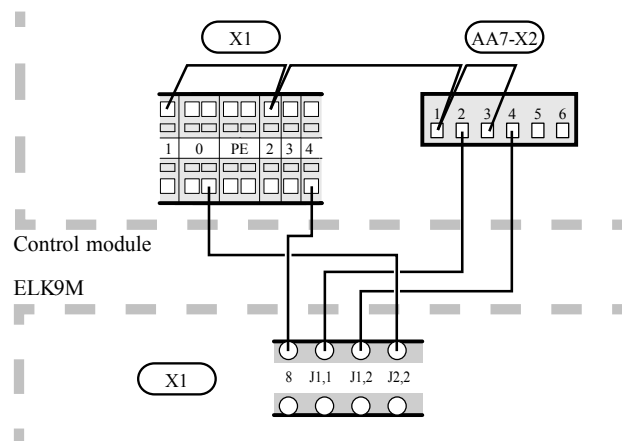 X1 AA7-X2
1 2 3 4 5 6
1 0 PE 2 3 4
Control module
ELK9M
8 J1,1 J1,2 J2,2
X1